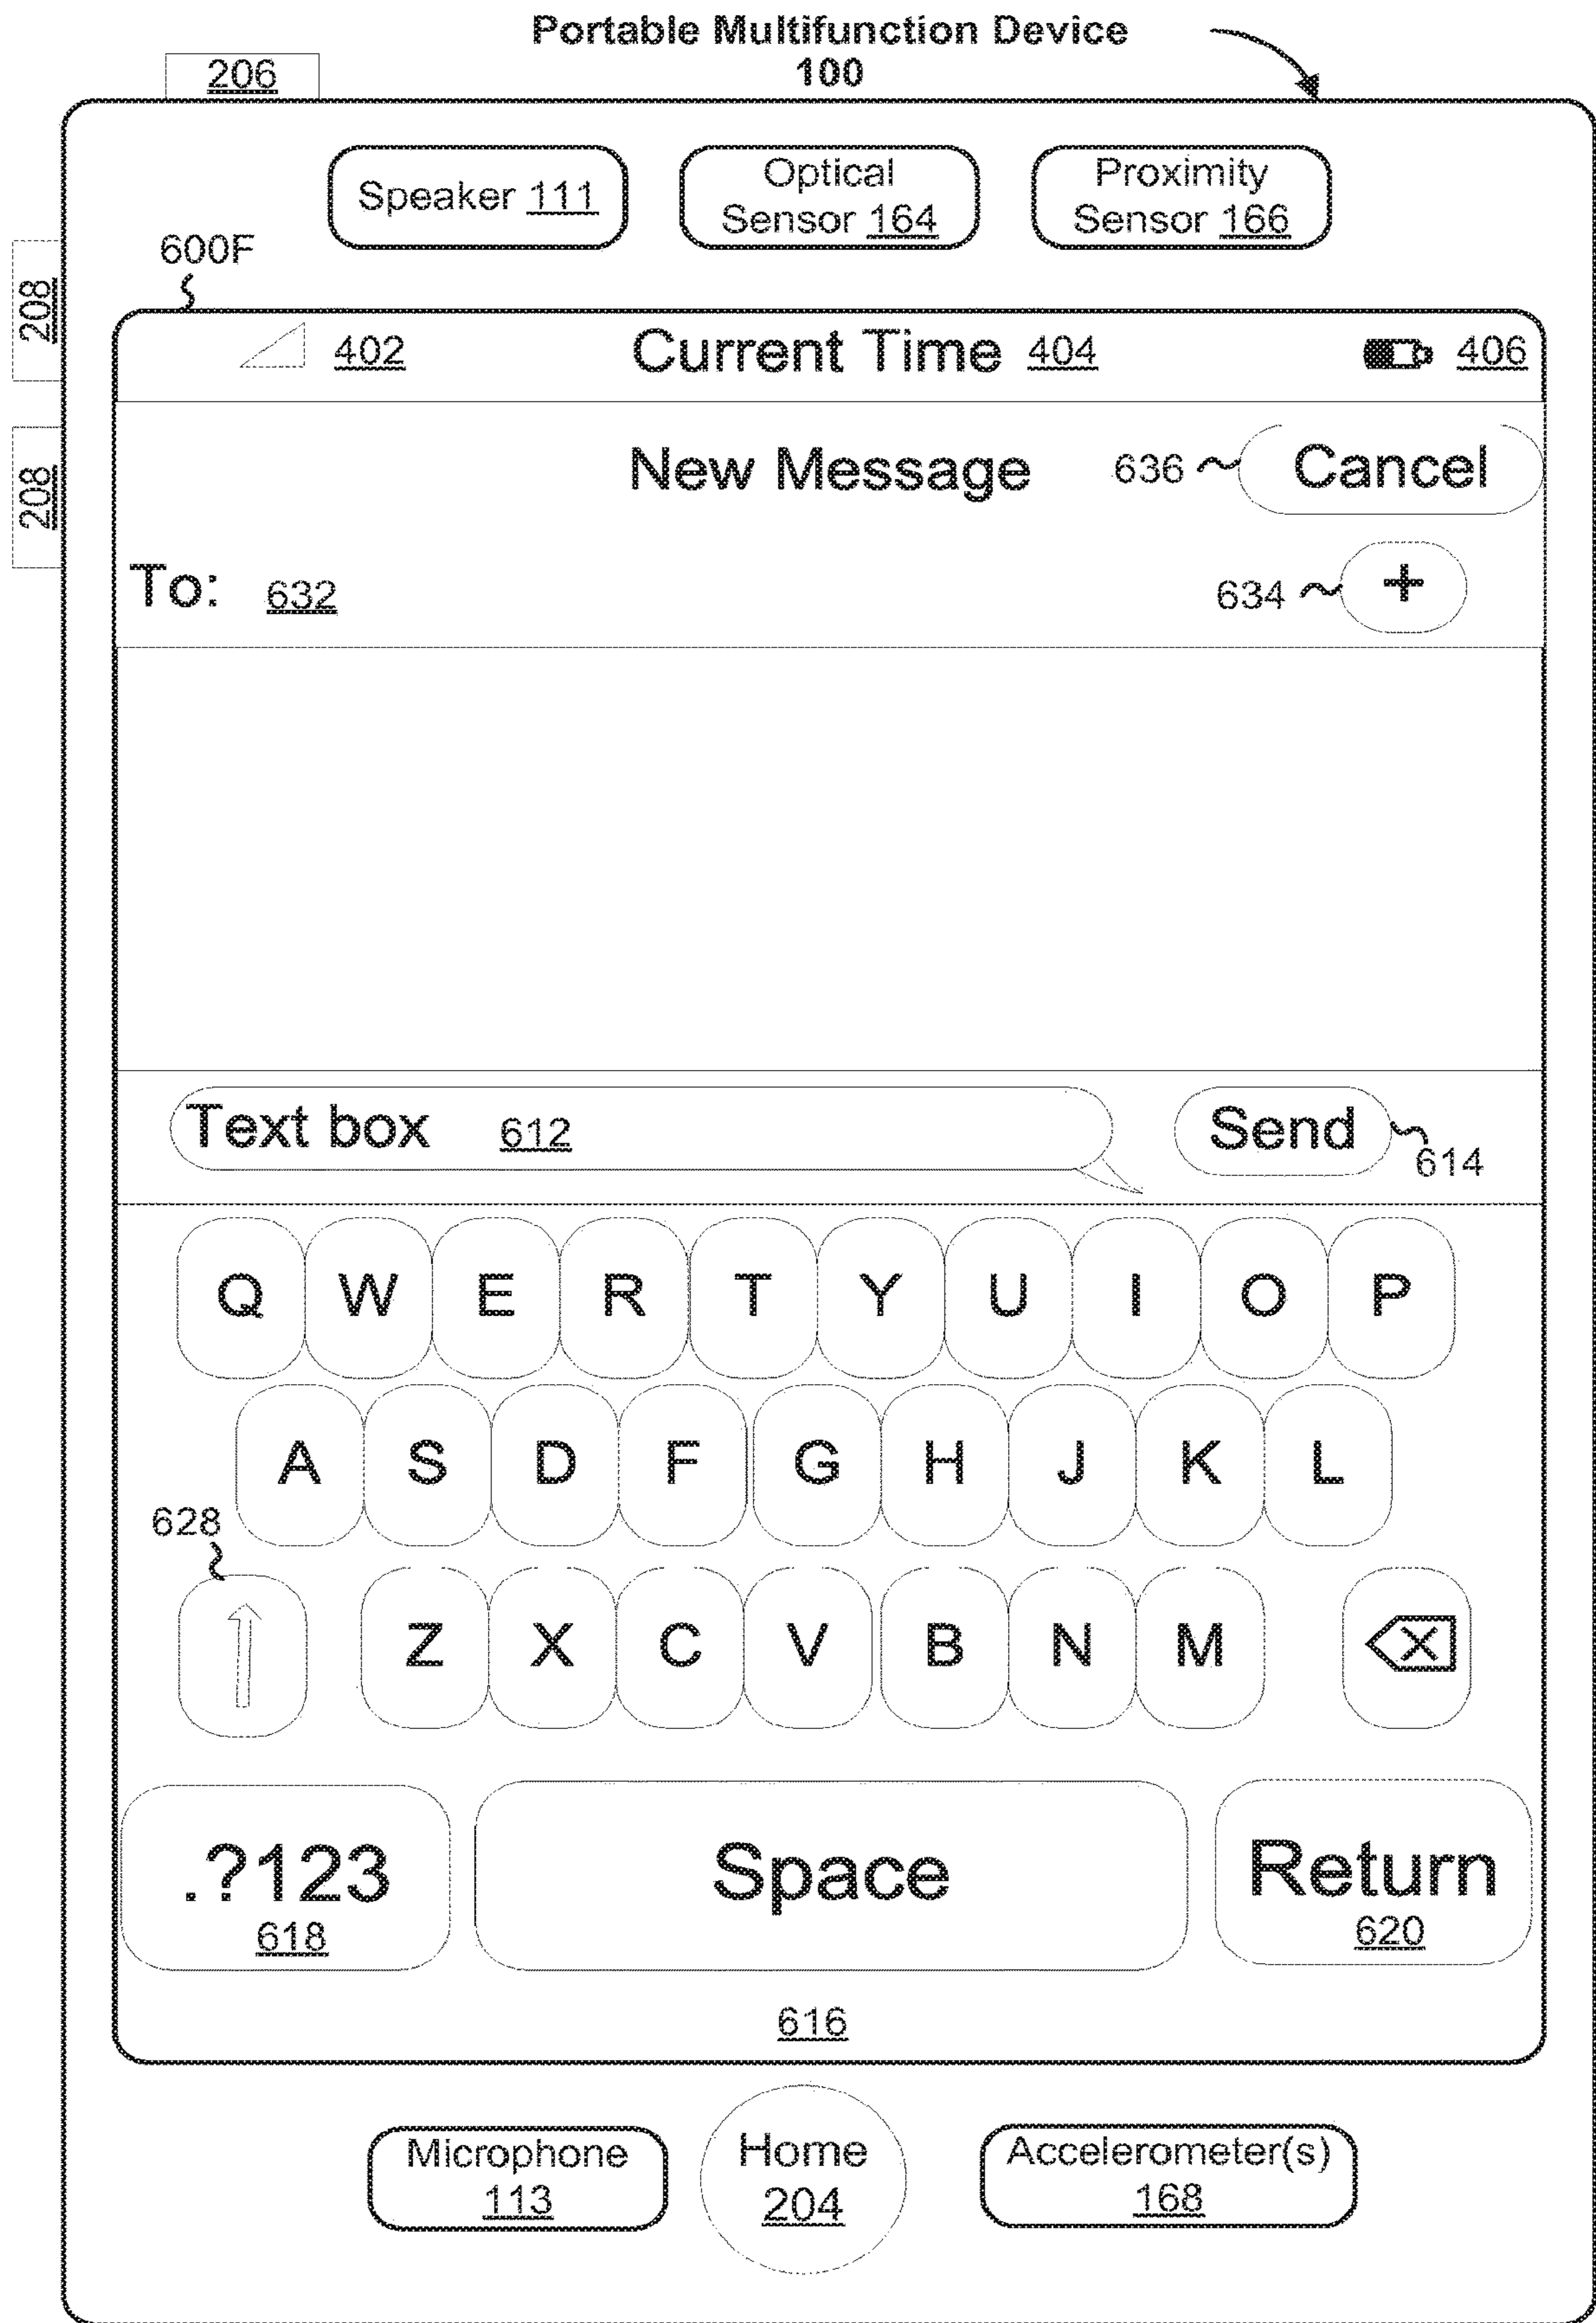 Portable Multifunction Device
100
206
Speaker 111
Optical
Sensor 164
Proximity
Sensor 166
208
600F
402 Current Time 404 406
208
New Message 636 Cancel
To: 632 634 +
Text box 612 Send
614
Q W E R T Y U I O P
A S D F G H J K L
628
Z X C V B N M X
.?123
618
Space
Return
620
616
Microphone
113
Home
204
Accelerometer(s)
168